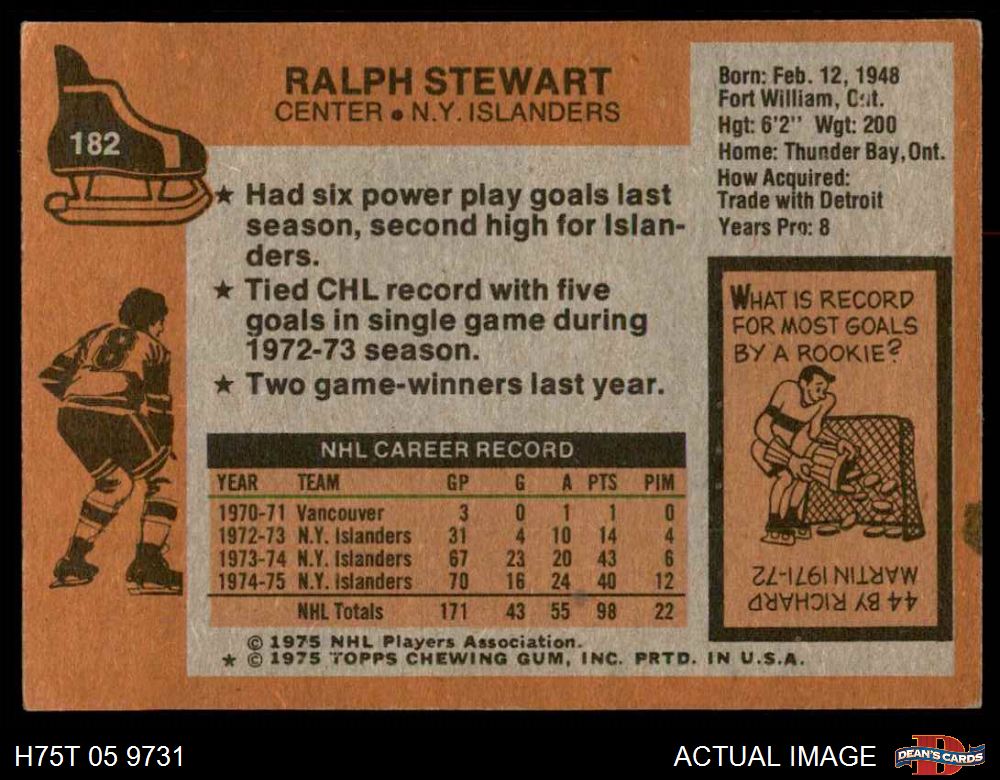 182
RALPH STEWART
CENTER • N.Y. ISLANDERS
★ Had six power play goals last
season, second high for Islan-
ders.
★ Tied CHL record with five
goals in single game during
1972-73 season.
★ Two game-winners last year.
Born: Feb. 12, 1948
Fort William, Ont.
Hgt: 6'2" Wgt: 200
Home: Thunder Bay, Ont.
How Acquired:
Trade with Detroit
Years Pro: 8
8
WHAT IS RECORD
FOR MOST GOALS
BY A ROOKIE?
44 BY RICHARD
MARTIN 1971-72
NHL CAREER RECORD
YEAR TEAM GP G A PTS PIM
1970-71 Vancouver 3 0 1 1 0
1972-73 N.Y. Islanders 31 4 10 14 4
1973-74 N.Y. Islanders 67 23 20 43 6
1974-75 N.Y. Islanders 70 16 24 40 12
NHL Totals 171 43 55 98 22
© 1975 NHL Players Association.
★ © 1975 TOPPS CHEWING GUM, INC. PRTD. IN U.S.A.
H75T 05 9731
ACTUAL IMAGE
D
DEAN'S CARDS